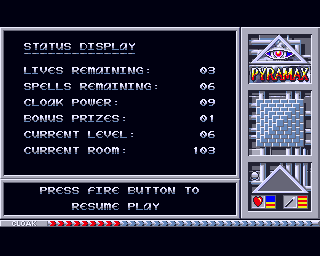 STATUS DISPLAY
LIVES REMAINING: 03
SPELLS REMAINING: 06
CLOAK POWER: 09
BONUS PRIZES: 01
CURRENT LEVEL: 06
CURRENT ROOM: 103
PRESS FIRE BUTTON TO
RESUME PLAY
PYRAMAX
CLOAK